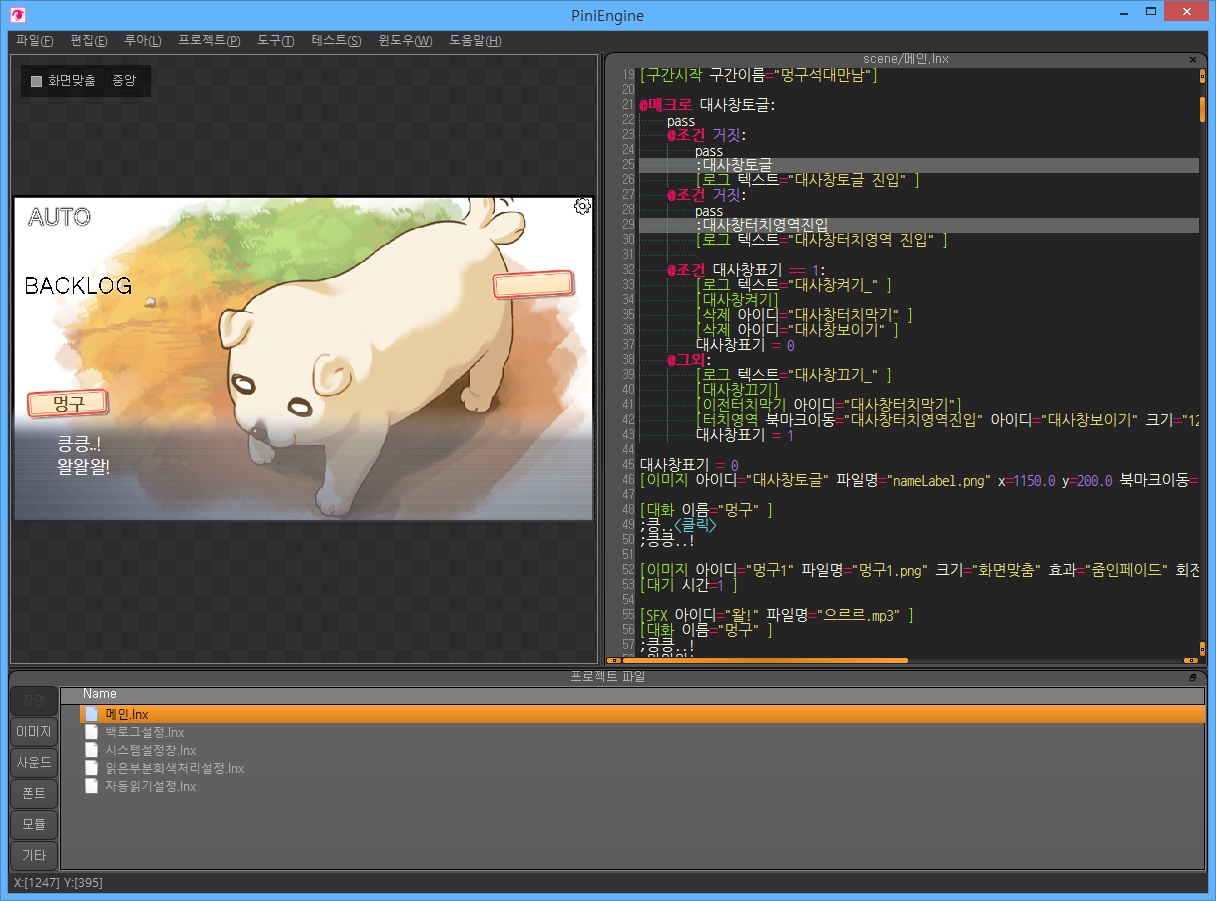 PiniEngine
파일(F) 편집(E) 루아(L) 프로젝트(P) 도구(T) 테스트(S) 윈도우(W) 도움말(H)
화면맞춤 중앙
AUTO
BACKLOG
멍구
킁킁..!
왈왈왈!
scene/메인.lnx
19 [구간시작 구간이름="멍구석대만남"]
20
21 @매크로 대사창토글:
22 pass
23 @조건 거짓:
24 pass
25 :대사창토글
26 [로그 텍스트="대사창토글 진입" ]
27 @조건 거짓:
28 pass
29 :대사창터치영역진입
30 [로그 텍스트="대사창터치영역 진입" ]
31
32 @조건 대사창표기 == 1:
33 [로그 텍스트="대사창켜기_" ]
34 [대사창켜기]
35 [삭제 아이디="대사창터치막기" ]
36 [삭제 아이디="대사창보이기" ]
37 대사창표기 = 0
38 @그외:
39 [로그 텍스트="대사창끄기_" ]
40 [대사창끄기]
41 [이전터치막기 아이디="대사창터치막기"]
42 [터치영역 북마크이동="대사창터치영역진입" 아이디="대사창보이기" 크기="12
43 대사창표기 = 1
44
45 대사창표기 = 0
46 [이미지 아이디="대사창토글" 파일명="nameLabel.png" x=1150.0 y=200.0 북마크이동=
47
48 [대화 이름="멍구" ]
49 ;킁..<클릭>
50 ;킁킁..!
51
52 [이미지 아이디="멍구1" 파일명="멍구1.png" 크기="화면맞춤" 효과="줌인페이드" 회전
53 [대기 시간=1 ]
54
55 [SFX 아이디="왈!" 파일명="으르르.mp3" ]
56 [대화 이름="멍구" ]
57 ;킁킁..!
58
프로젝트 파일
장면
이미지
사운드
폰트
모듈
기타
Name
메인.lnx
백로그설정.lnx
시스템설정창.lnx
읽은부분회색처리설정.lnx
자동읽기설정.lnx
X:[1247] Y:[395]